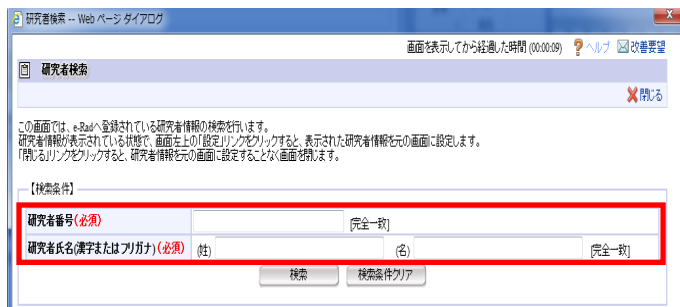 研究者検索 -- Web ページ ダイアログ
画面を表示してから経過した時間 (00:00:09) ヘルプ 改善要望
研究者検索
閉じる
この画面では、e-Radへ登録されている研究者情報の検索を行います。
研究者情報が表示されている状態で、画面左上の「設定」リンクをクリックすると、表示された研究者情報を元の画面に設定します。
「閉じる」リンクをクリックすると、研究者情報を元の画面に設定することなく画面を閉じます。
【検索条件】
研究者番号(必須) [完全一致]
研究者氏名(漢字またはフリガナ)(必須) (姓) (名) [完全一致]
検索 検索条件クリア